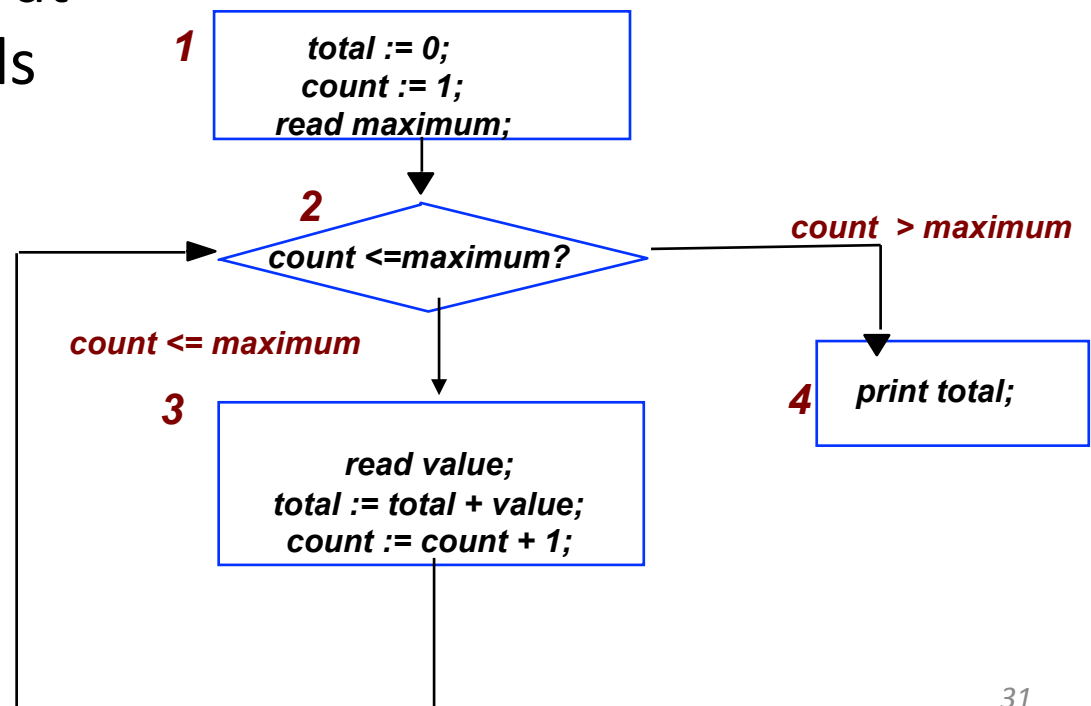 ls
1
total := 0;
count := 1;
read maximum;
2
count <=maximum?
count > maximum
count <= maximum
3
read value;
total := total + value;
count := count + 1;
4
print total;
31